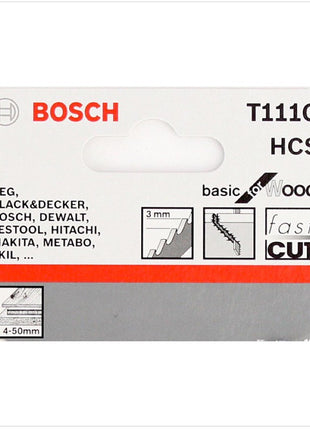 BOSCH
T111C
HCS
basic for Wood
EG,
LACK&DECKER,
OSCH, DEWALT,
ESTOOL, HITACHI,
AKITA, METABO,
KIL, ...
3 mm
fast
CUT
4-50mm